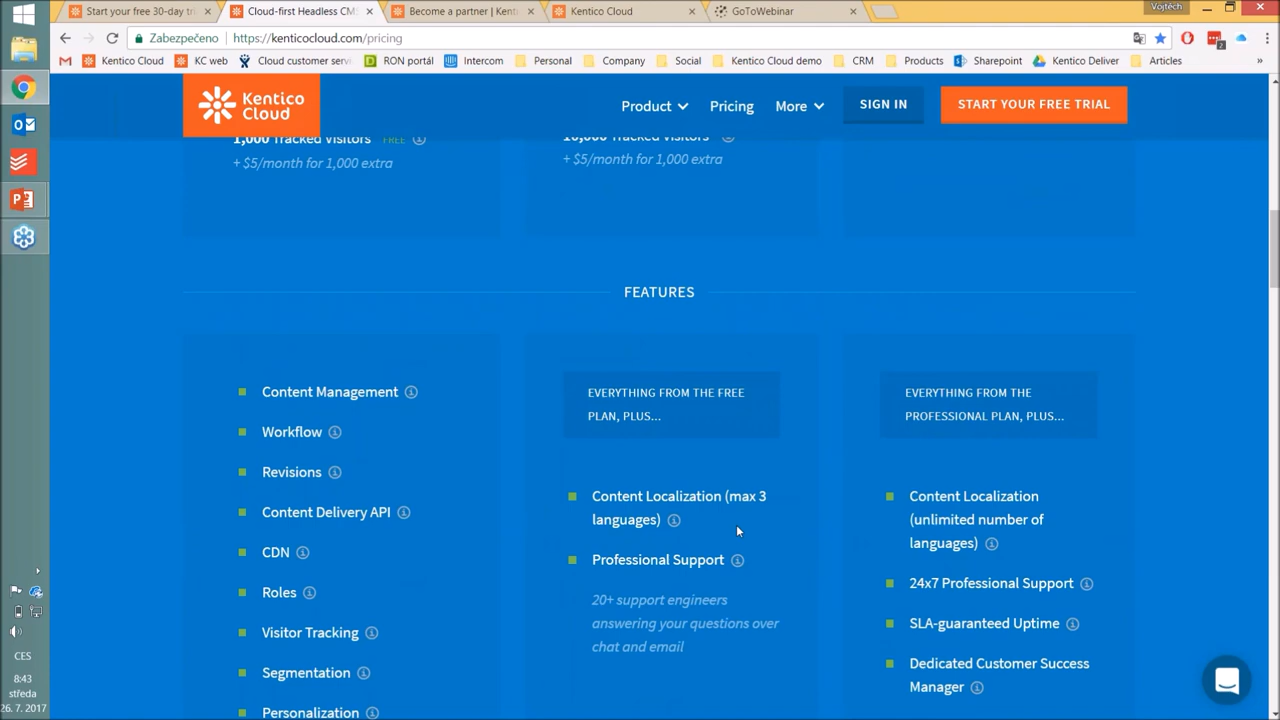 Vojtěch
Start your free 30-day tr
Cloud-first Headless CMS
Become a partner | Kent
Kentico Cloud
GoToWebinar
Zabezpečeno
https://kenticocloud.com/pricing
Kentico Cloud
KC web
Cloud customer servi
RON portál
Intercom
Personal
Company
Social
Kentico Cloud demo
CRM
Products
Sharepoint
Kentico Deliver
Articles
»
Kentico Cloud
Product
Pricing
More
SIGN IN
START YOUR FREE TRIAL
1,000 Tracked Visitors FREE
+ $5/month for 1,000 extra
10,000 Tracked Visitors
+ $5/month for 1,000 extra
FEATURES
Content Management
Workflow
Revisions
Content Delivery API
CDN
Roles
Visitor Tracking
Segmentation
Personalization
EVERYTHING FROM THE FREE
PLAN, PLUS...
Content Localization (max 3
languages)
Professional Support
20+ support engineers
answering your questions over
chat and email
EVERYTHING FROM THE
PROFESSIONAL PLAN, PLUS...
Content Localization
(unlimited number of
languages)
24x7 Professional Support
SLA-guaranteed Uptime
Dedicated Customer Success
Manager
CES
8:43
středa
26. 7. 2017